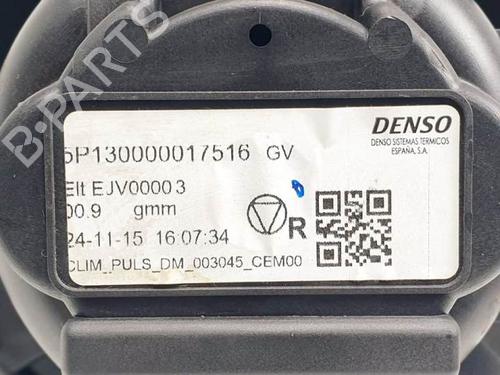 B-PARTS
DENSO
DENSO SISTEMAS TERMICOS
ESPAÑA, S.A.
5P130000017516 GV
Elt EJV00003
00.9 gmm
24-11-15 16:07:34
R
CLIM_PULS_DM_003045_CEM00